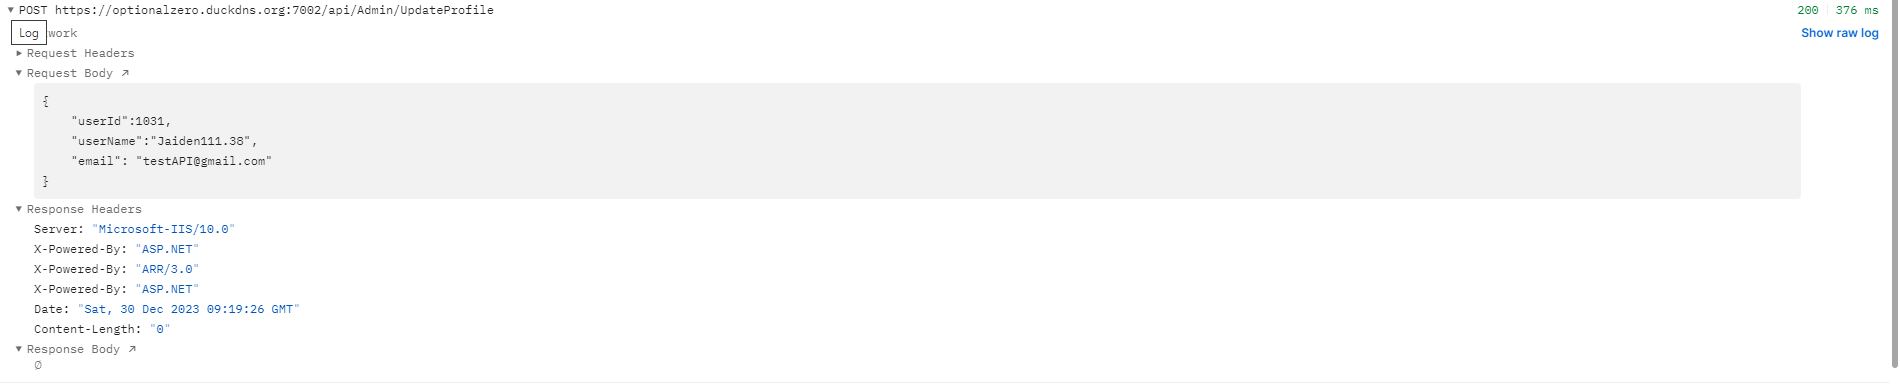 ▼ POST https://optionalzero.duckdns.org:7002/api/Admin/UpdateProfile 200 376 ms
Log work Show raw log
▶ Request Headers
▼ Request Body ↗
{
    "userId":1031,
    "userName":"Jaiden111.38",
    "email": "testAPI@gmail.com"
}
▼ Response Headers
Server: "Microsoft-IIS/10.0"
X-Powered-By: "ASP.NET"
X-Powered-By: "ARR/3.0"
X-Powered-By: "ASP.NET"
Date: "Sat, 30 Dec 2023 09:19:26 GMT"
Content-Length: "0"
▼ Response Body ↗
∅